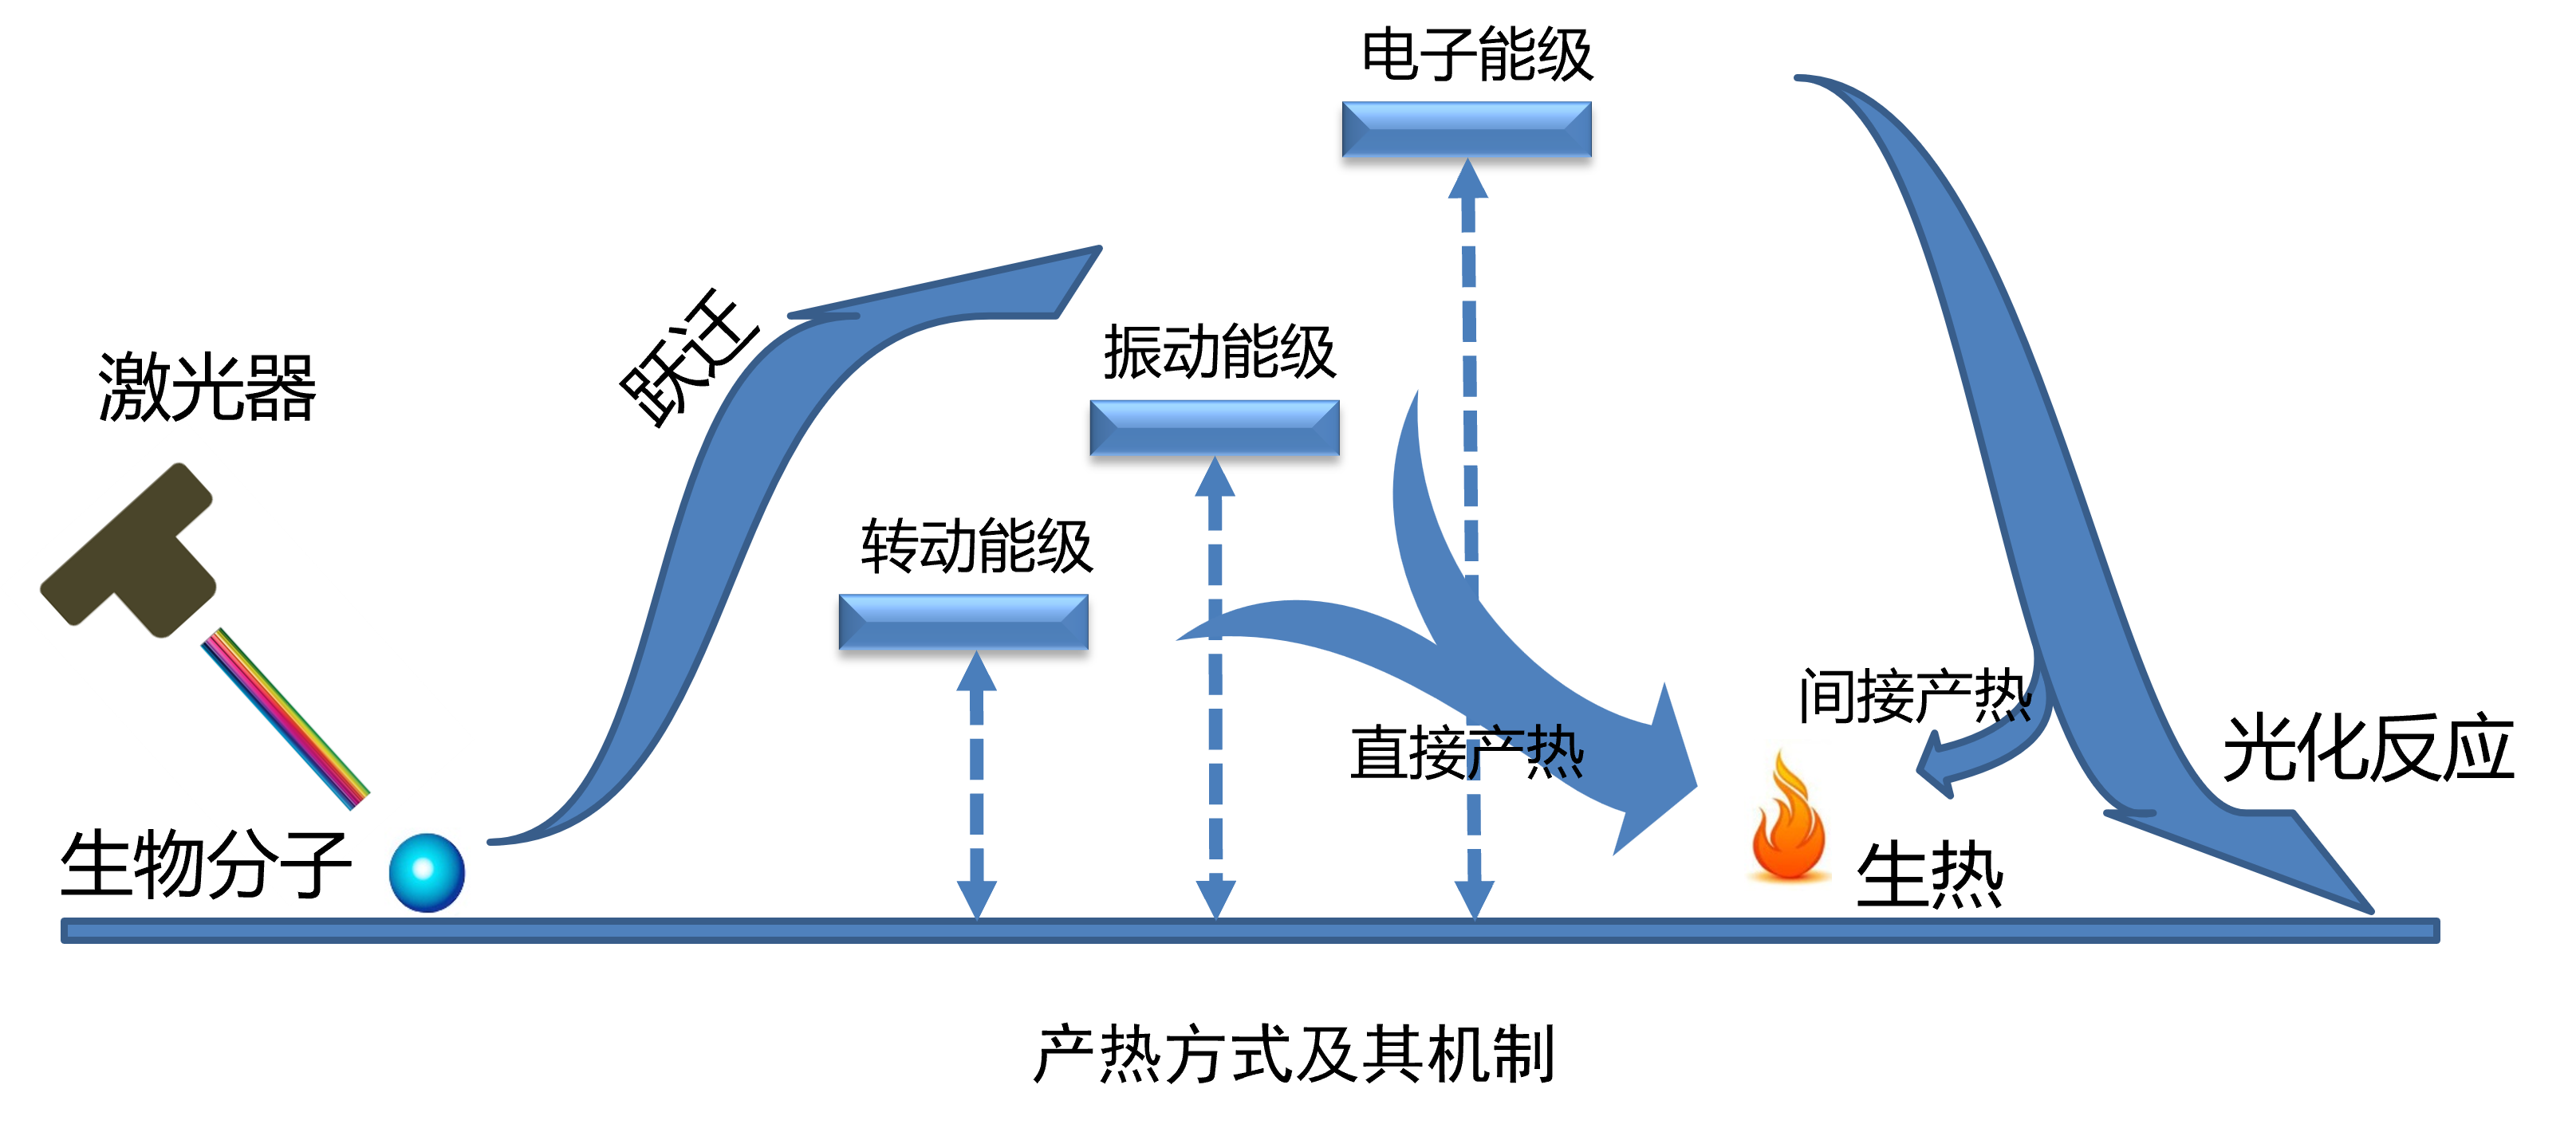 电子能级
振动能级
跃迁
激光器
转动能级
间接产热
直接产热
光化反应
生物分子
生热
产热方式及其机制